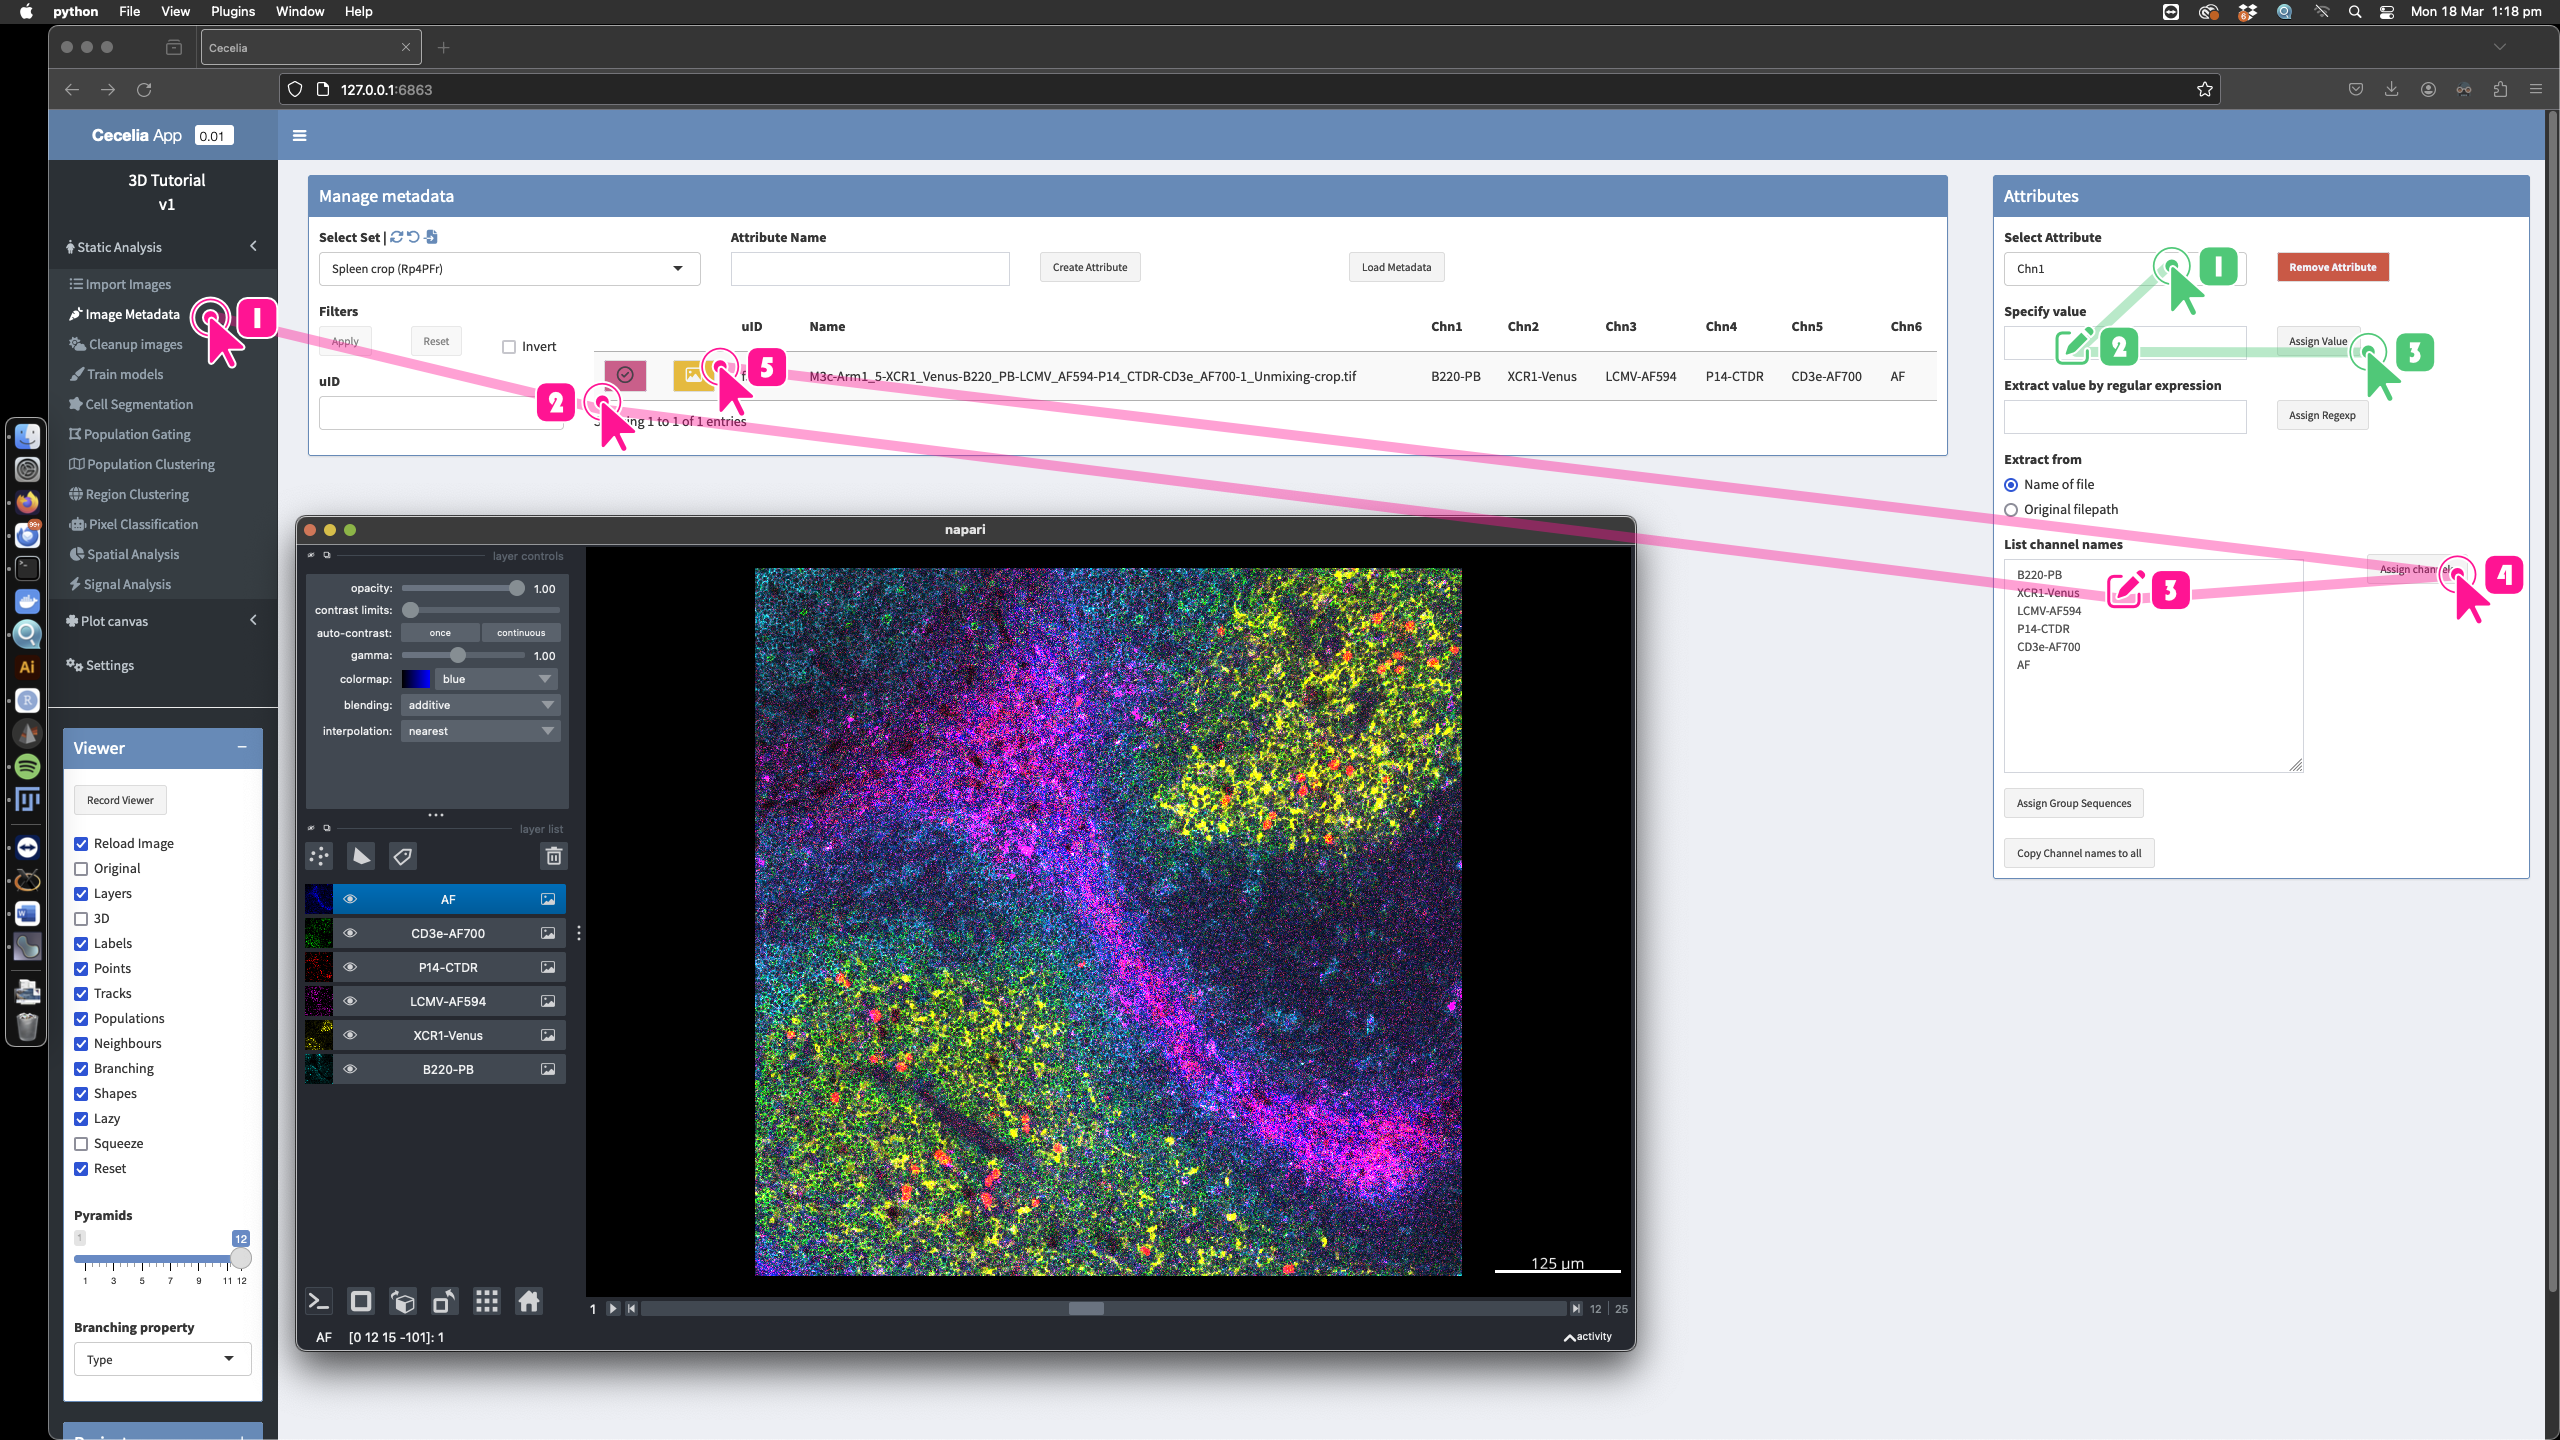 python File View Plugins Window Help
Mon 18 Mar 1:18 pm
Cecelia
127.0.0.1:6863
Cecelia App 0.01
3D Tutorial
v1
Static Analysis
Import Images
Image Metadata
Cleanup images
Train models
Cell Segmentation
Population Gating
Population Clustering
Region Clustering
Pixel Classification
Spatial Analysis
Signal Analysis
Plot canvas
Settings
1
Viewer
Record Viewer
Reload Image
Original
Layers
3D
Labels
Points
Tracks
Populations
Neighbours
Branching
Shapes
Lazy
Squeeze
Reset
Pyramids
1 12
1 3 5 7 9 11 12
Branching property
Type
Manage metadata
Select Set |
Spleen crop (Rp4PFr)
Attribute Name
Create Attribute
Load Metadata
Filters
Apply
Reset
Invert
uID
uID Name Chn1 Chn2 Chn3 Chn4 Chn5 Chn6
5
M3c-Arm1_5-XCR1_Venus-B220_PB-LCMV_AF594-P14_CTDR-CD3e_AF700-1_Unmixing-crop.tif B220-PB XCR1-Venus LCMV-AF594 P14-CTDR CD3e-AF700 AF
2
1 to 1 of 1 entries
napari
layer controls
opacity: 1.00
contrast limits:
auto-contrast: once continuous
gamma: 1.00
colormap: blue
blending: additive
interpolation: nearest
layer list
AF
CD3e-AF700
P14-CTDR
LCMV-AF594
XCR1-Venus
B220-PB
125 µm
1 12 25
AF [0 12 15 -101]: 1
activity
Attributes
Select Attribute
Chn1
1
Remove Attribute
Specify value
2
Assign Value
3
Extract value by regular expression
Assign Regexp
Extract from
Name of file
Original filepath
List channel names
B220-PB
XCR1-Venus
LCMV-AF594
P14-CTDR
CD3e-AF700
AF
3
Assign channels
4
Assign Group Sequences
Copy Channel names to all
Ai
99+